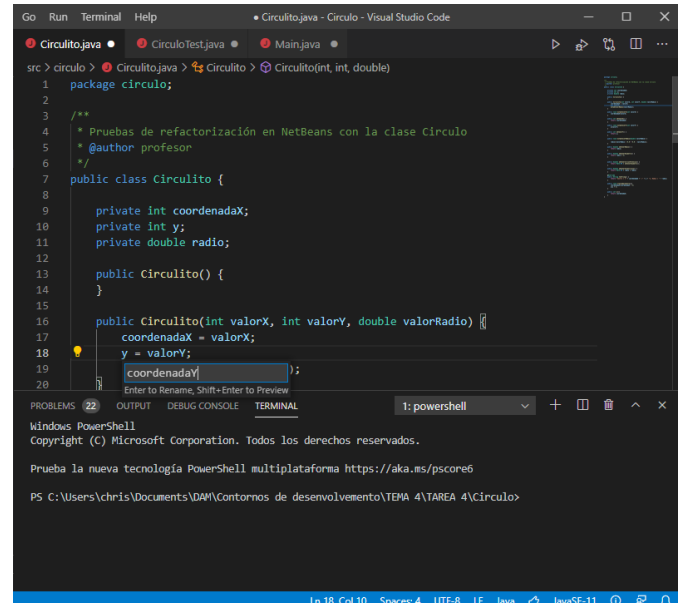 Go Run Terminal Help ● Circulito.java - Circulo - Visual Studio Code
Circulito.java ● CirculoTest.java ● Main.java ●
src > circulo > Circulito.java > Circulito > Circulito(int, int, double)
1 package circulo;
2
3 /**
4 * Pruebas de refactorización en NetBeans con la clase Circulo
5 * @author profesor
6 */
7 public class Circulito {
8
9 private int coordenadaX;
10 private int y;
11 private double radio;
12
13 public Circulito() {
14 }
15
16 public Circulito(int valorX, int valorY, double valorRadio) {
17 coordenadaX = valorX;
18 y = valorY;
19 coordenadaY );
Enter to Rename, Shift+Enter to Preview
20 }
PROBLEMS 22 OUTPUT DEBUG CONSOLE TERMINAL 1: powershell
Windows PowerShell
Copyright (C) Microsoft Corporation. Todos los derechos reservados.
Prueba la nueva tecnología PowerShell multiplataforma https://aka.ms/pscore6
PS C:\Users\chris\Documents\DAM\Contornos de desenvolvemento\TEMA 4\TAREA 4\Circulo>
Ln 18, Col 10 Spaces: 4 UTF-8 LF Java JavaSE-11